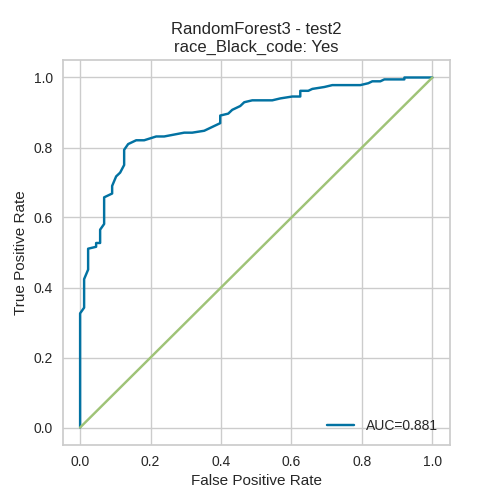 RandomForest3 - test2
race_Black_code: Yes
True Positive Rate
1.0
0.8
0.6
0.4
0.2
0.0
AUC=0.881
0.0 0.2 0.4 0.6 0.8 1.0
False Positive Rate